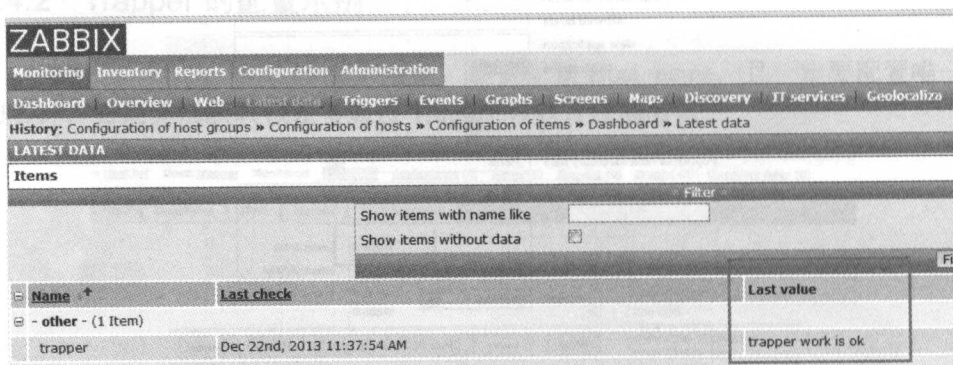 ZABBIX
Monitoring Inventory Reports Configuration Administration
Dashboard Overview Web Latest data Triggers Events Graphs Screens Maps Discovery IT services Geolocaliza
History: Configuration of host groups » Configuration of hosts » Configuration of items » Dashboard » Latest data
LATEST DATA
Items
Filter
Show items with name like
Show items without data
Fi
Name Last check Last value
- other - (1 Item)
trapper Dec 22nd, 2013 11:37:54 AM trapper work is ok